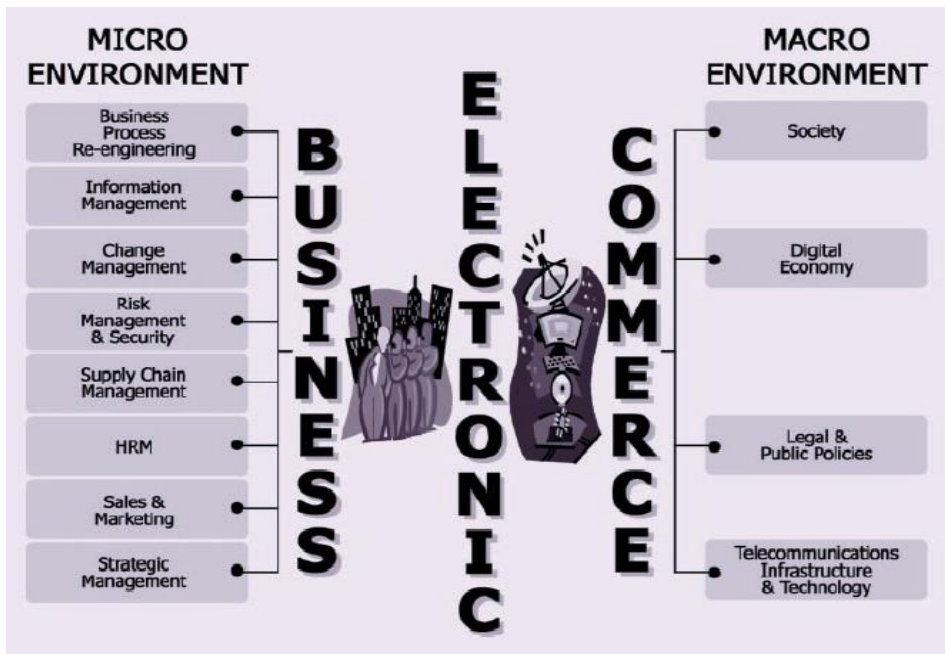 MICRO
ENVIRONMENT
Business
Process
Re-engineering
Information
Management
Change
Management
Risk
Management
& Security
Supply Chain
Management
HRM
Sales &
Marketing
Strategic
Management
BUSINESS
ELECTRONIC
COMMERCE
MACRO
ENVIRONMENT
Society
Digital
Economy
Legal &
Public Policies
Telecommunications
Infrastructure
& Technology